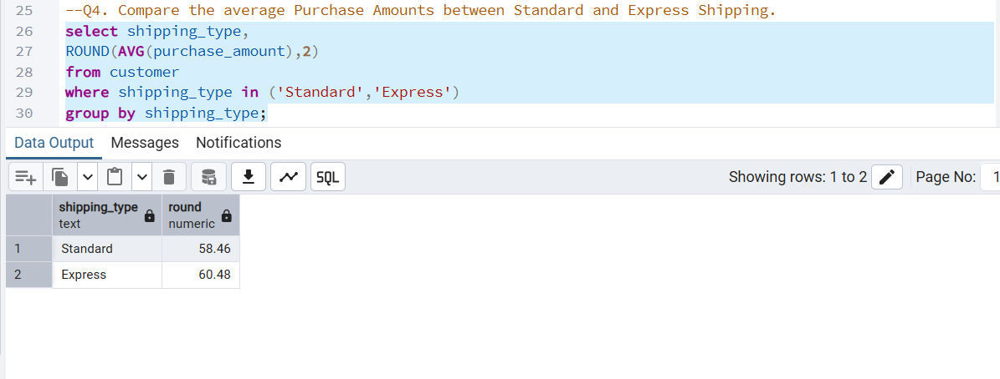 25 --Q4. Compare the average Purchase Amounts between Standard and Express Shipping.
26 select shipping_type,
27 ROUND(AVG(purchase_amount),2)
28 from customer
29 where shipping_type in ('Standard','Express')
30 group by shipping_type;
Data Output Messages Notifications
SQL Showing rows: 1 to 2 Page No: 1
shipping_type round
text numeric
1 Standard 58.46
2 Express 60.48